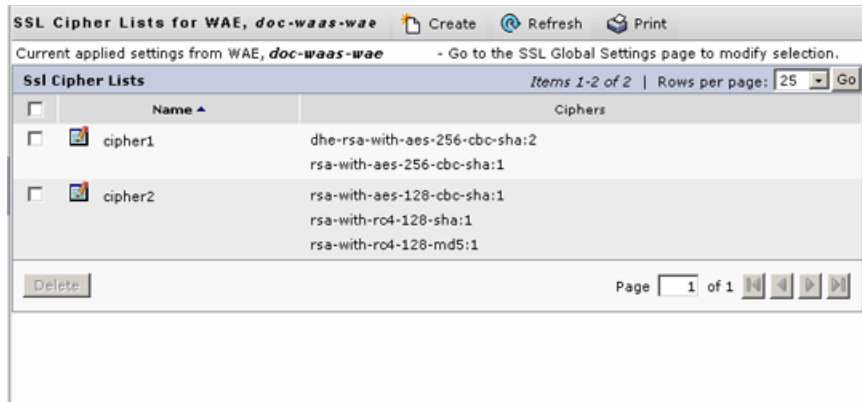 SSL Cipher Lists for WAE, doc-waas-wae Create Refresh Print
Current applied settings from WAE, doc-waas-wae - Go to the SSL Global Settings page to modify selection.
Ssl Cipher Lists Items 1-2 of 2 | Rows per page: 25 Go
Name Ciphers
cipher1 dhe-rsa-with-aes-256-cbc-sha:2
rsa-with-aes-256-cbc-sha:1
cipher2 rsa-with-aes-128-cbc-sha:1
rsa-with-rc4-128-sha:1
rsa-with-rc4-128-md5:1
Delete Page 1 of 1